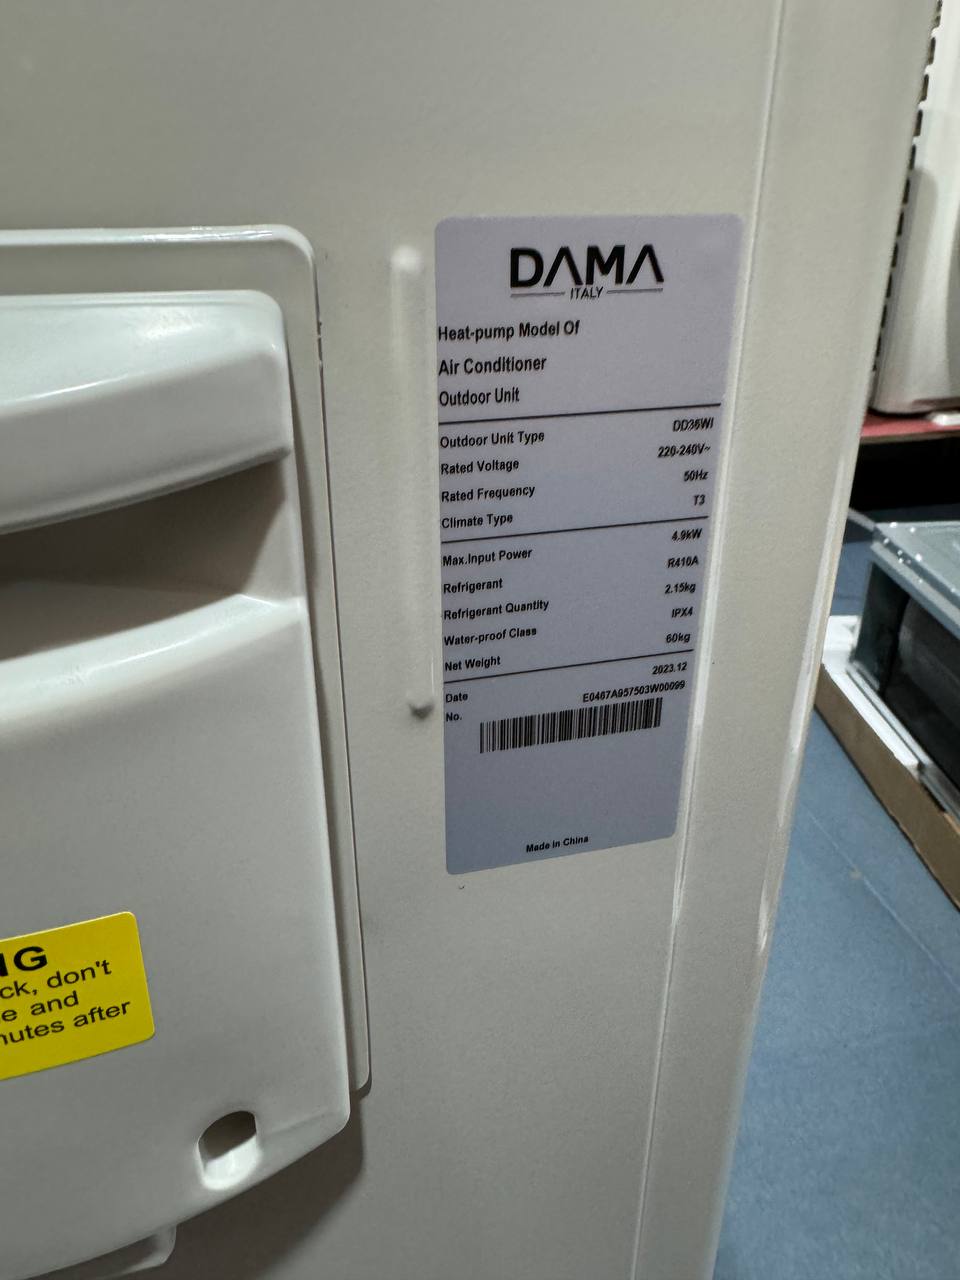 DAMA
ITALY
Heat-pump Model Of
Air Conditioner
Outdoor Unit
Outdoor Unit Type DD36WI
Rated Voltage 220-240V~
Rated Frequency 50Hz
Climate Type T3
Max.Input Power 4.9kW
Refrigerant R410A
Refrigerant Quantity 2.15kg
Water-proof Class IPX4
Net Weight 60kg
Date 2023.12
No. E0467A957503W00099
Made in China
NG
ck, don't
e and
nutes after